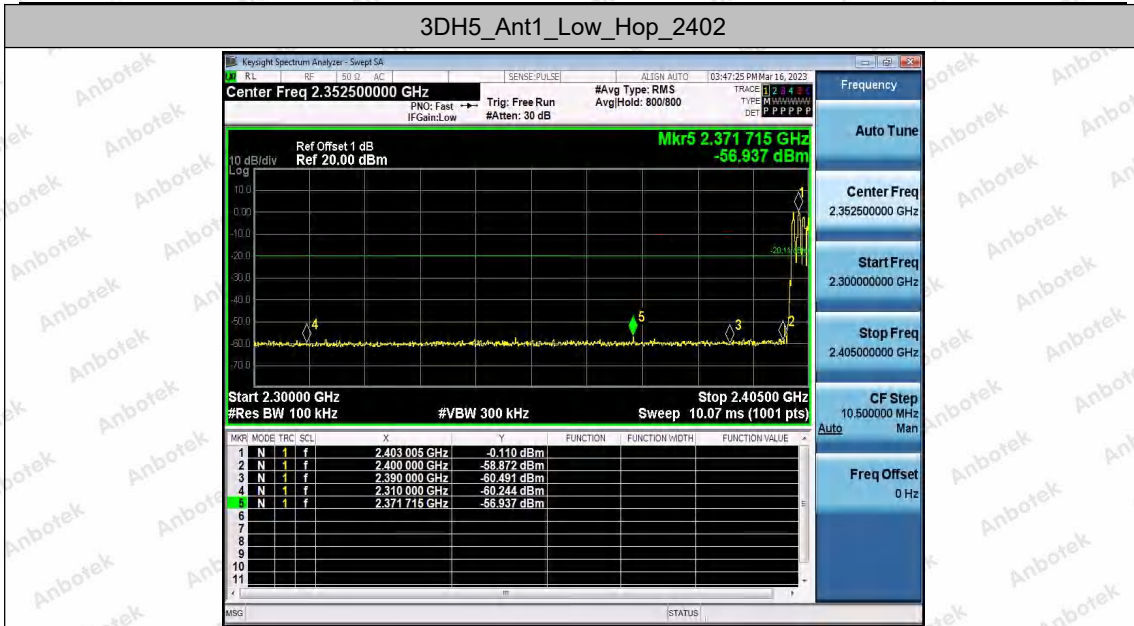 3DH5_Ant1_Low_Hop_2402
Keysight Spectrum Analyzer - Swept SA
RL RF 50 Ω AC SENSE:PULSE ALIGN AUTO 03:47:25 PM Mar 16, 2023
Center Freq 2.352500000 GHz
PNO: Fast
IFGain:Low
Trig: Free Run
#Atten: 30 dB
#Avg Type: RMS
Avg|Hold: 800/800
TRACE 1 2 3 4 5 6
TYPE M WWWWW
DET P P P P P P
Mkr5 2.371 715 GHz
-56.937 dBm
Ref Offset 1 dB
10 dB/div Ref 20.00 dBm
Log
10.0
0.00
-10.0
-20.0
-30.0
-40.0
-50.0
-60.0
-70.0
1
4
5
3
2
Start 2.30000 GHz Stop 2.40500 GHz
#Res BW 100 kHz #VBW 300 kHz Sweep 10.07 ms (1001 pts)
MKR MODE TRC SCL X Y FUNCTION FUNCTION WIDTH FUNCTION VALUE
1 N 1 f 2.403 005 GHz -0.110 dBm
2 N 1 f 2.400 000 GHz -58.872 dBm
3 N 1 f 2.390 000 GHz -60.491 dBm
4 N 1 f 2.310 000 GHz -60.244 dBm
5 N 1 f 2.371 715 GHz -56.937 dBm
6
7
8
9
10
11
MSG STATUS
Frequency
Auto Tune
Center Freq
2.352500000 GHz
Start Freq
2.300000000 GHz
Stop Freq
2.405000000 GHz
CF Step
10.500000 MHz
Auto Man
Freq Offset
0 Hz
Anbotek